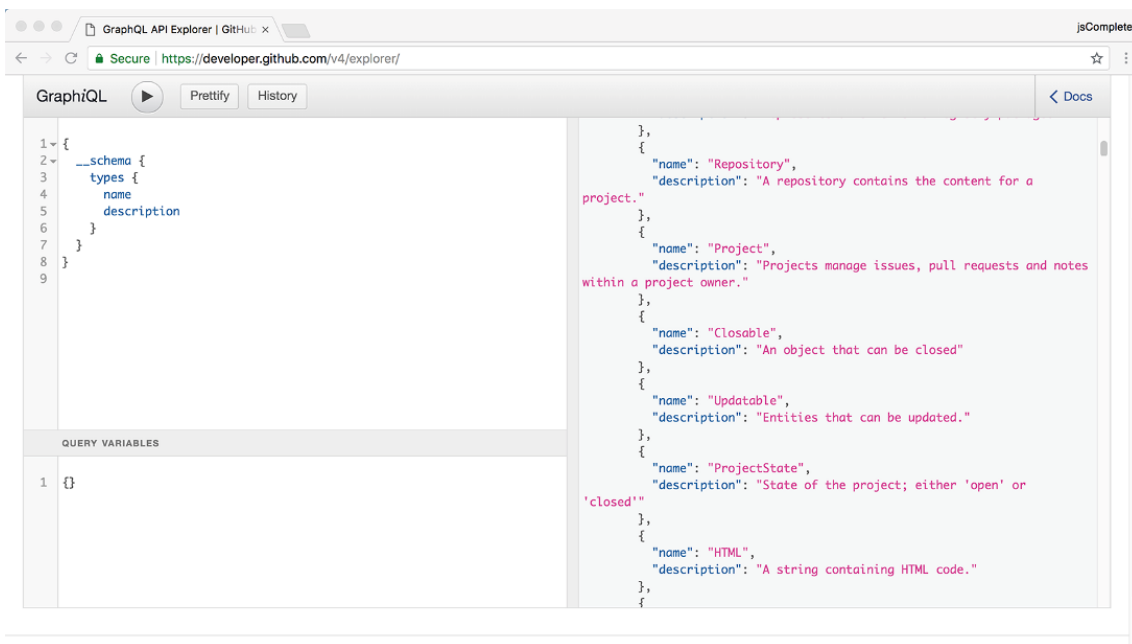 GraphQL API Explorer | GitHub
jsComplete
Secure https://developer.github.com/v4/explorer/
GraphiQL
Prettify
History
Docs
1 {
2 __schema {
3 types {
4 name
5 description
6 }
7 }
8 }
9
QUERY VARIABLES
1 {}
},
{
"name": "Repository",
"description": "A repository contains the content for a
project."
},
{
"name": "Project",
"description": "Projects manage issues, pull requests and notes
within a project owner."
},
{
"name": "Closable",
"description": "An object that can be closed"
},
{
"name": "Updatable",
"description": "Entities that can be updated."
},
{
"name": "ProjectState",
"description": "State of the project; either 'open' or
'closed'"
},
{
"name": "HTML",
"description": "A string containing HTML code."
},
{